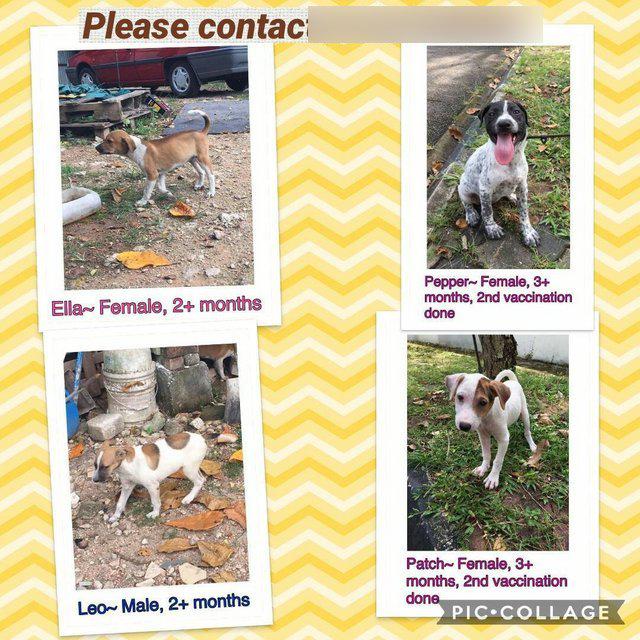 Please contac
Ella~ Female, 2+ months
Pepper~ Female, 3+
months, 2nd vaccination
done
Leo~ Male, 2+ months
Patch~ Female, 3+
months, 2nd vaccination
done
PIC•COLLAGE